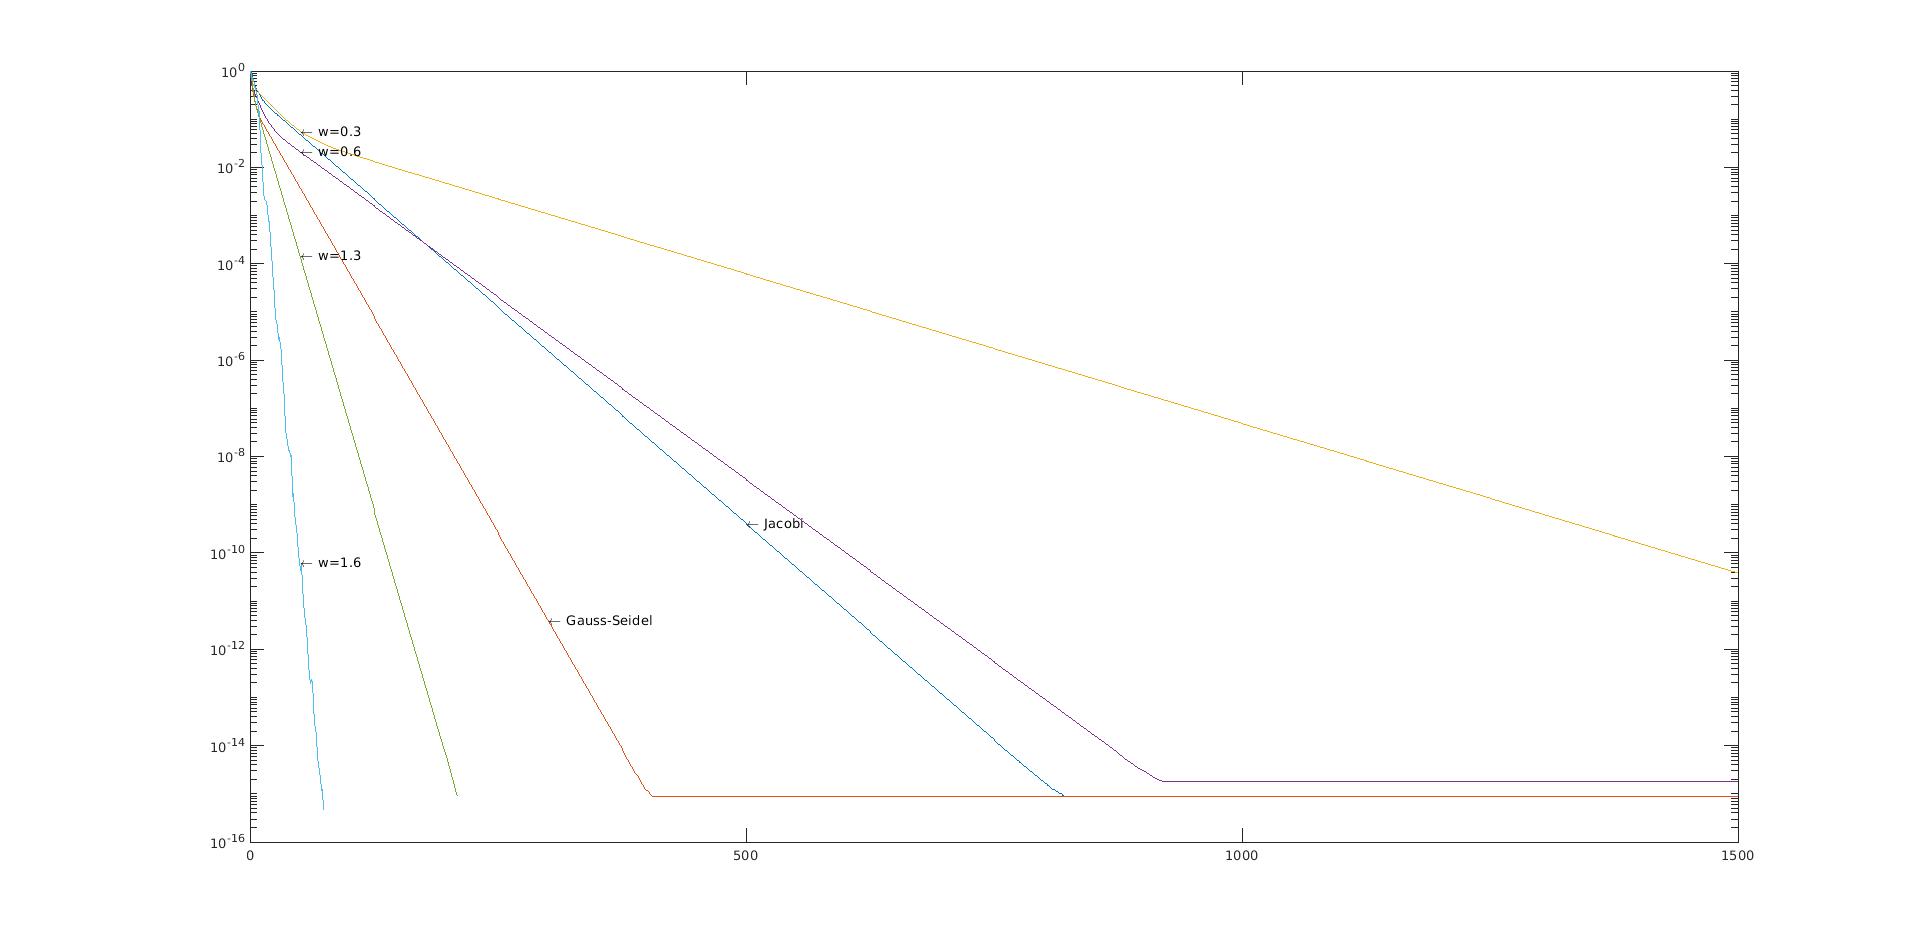 10^0
← w=0.3
← w=0.6
10^-2
← w=1.3
10^-4
10^-6
10^-8
← Jacobi
10^-10
← w=1.6
← Gauss-Seidel
10^-12
10^-14
10^-16
0 500 1000 1500